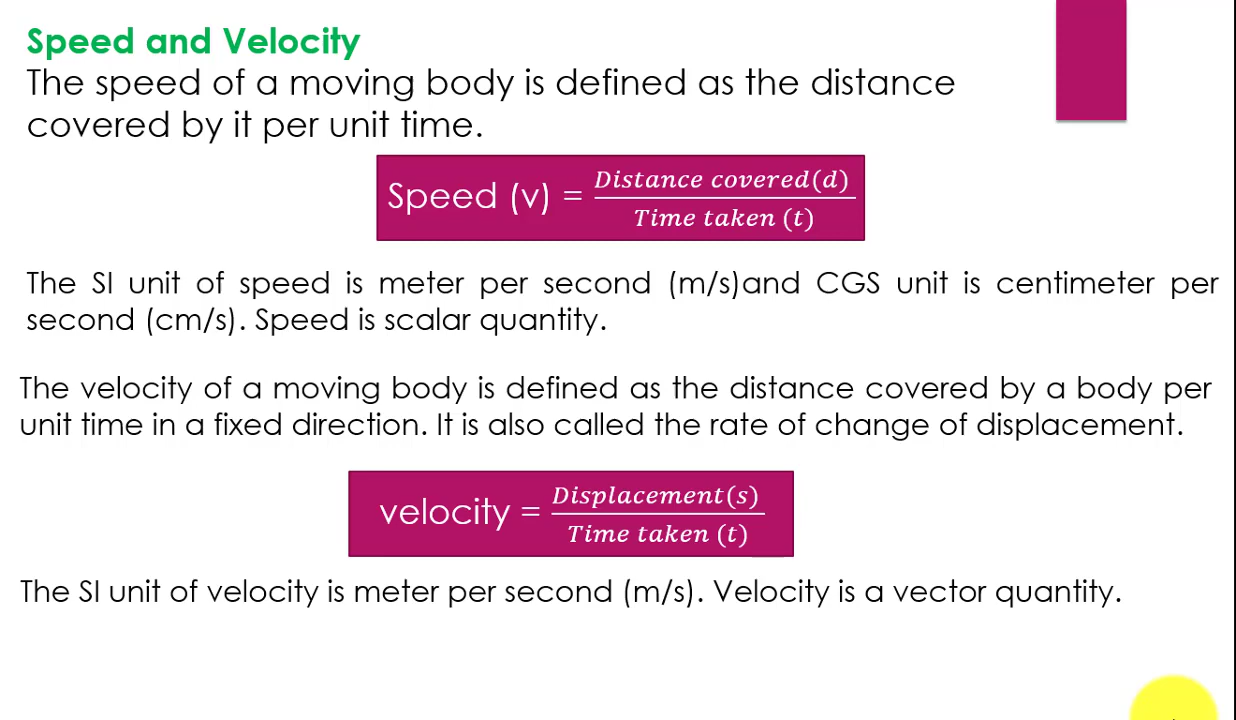 Speed and Velocity
The speed of a moving body is defined as the distance
covered by it per unit time.
Speed (v) = Distance covered(d) / Time taken (t)
The SI unit of speed is meter per second (m/s)and CGS unit is centimeter per
second (cm/s). Speed is scalar quantity.
The velocity of a moving body is defined as the distance covered by a body per
unit time in a fixed direction. It is also called the rate of change of displacement.
velocity = Displacement(s) / Time taken (t)
The SI unit of velocity is meter per second (m/s). Velocity is a vector quantity.